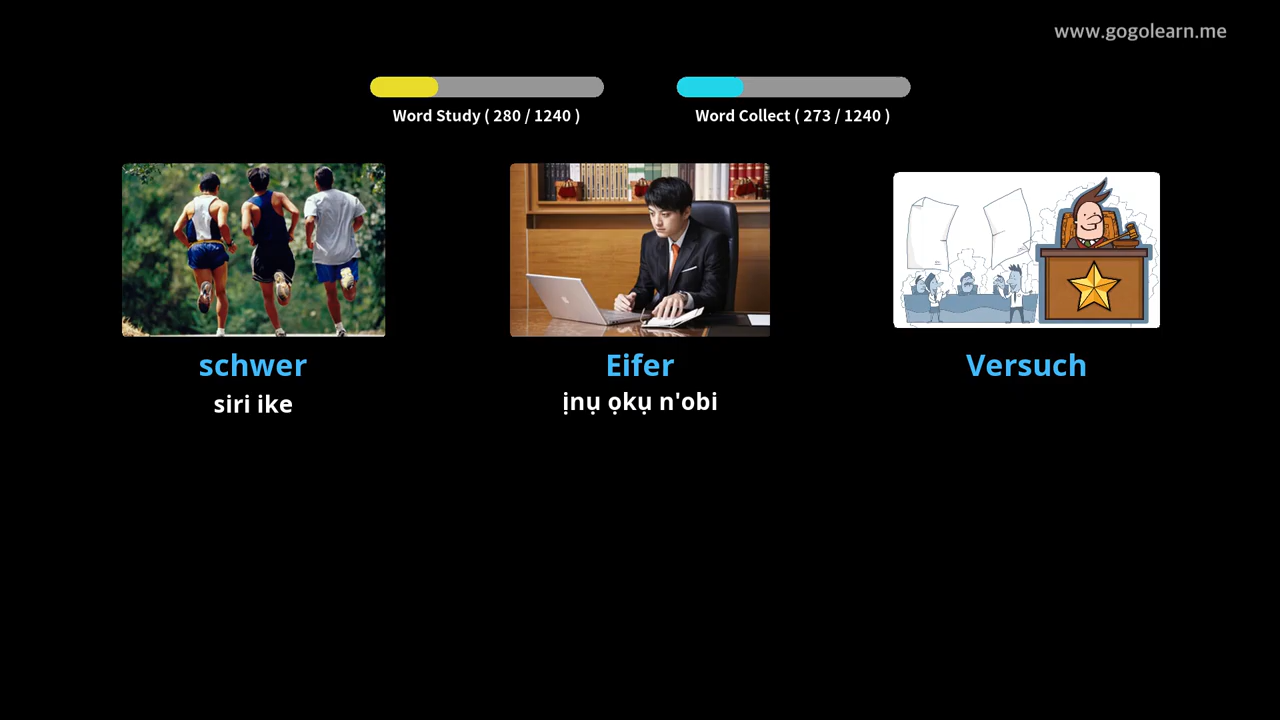 www.gogolearn.me
Word Study ( 280 / 1240 )
Word Collect ( 273 / 1240 )
schwer
siri ike
Eifer
ịnụ ọkụ n'obi
Versuch